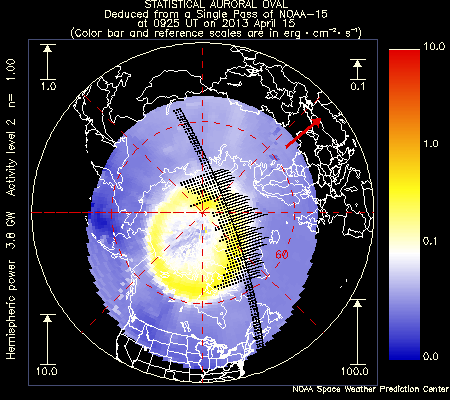 STATISTICAL AURORAL OVAL
Deduced from a Single Pass of NOAA-15
at 0925 UT on 2013 April 15
(Color bar and reference scales are in erg · cm⁻² · s⁻¹)
Hemispheric power 3.8 GW Activity level 2 n= 1.00
1.0
0.1
10.0
100.0
60
10.0
1.0
0.1
0.0
NOAA Space Weather Prediction Center